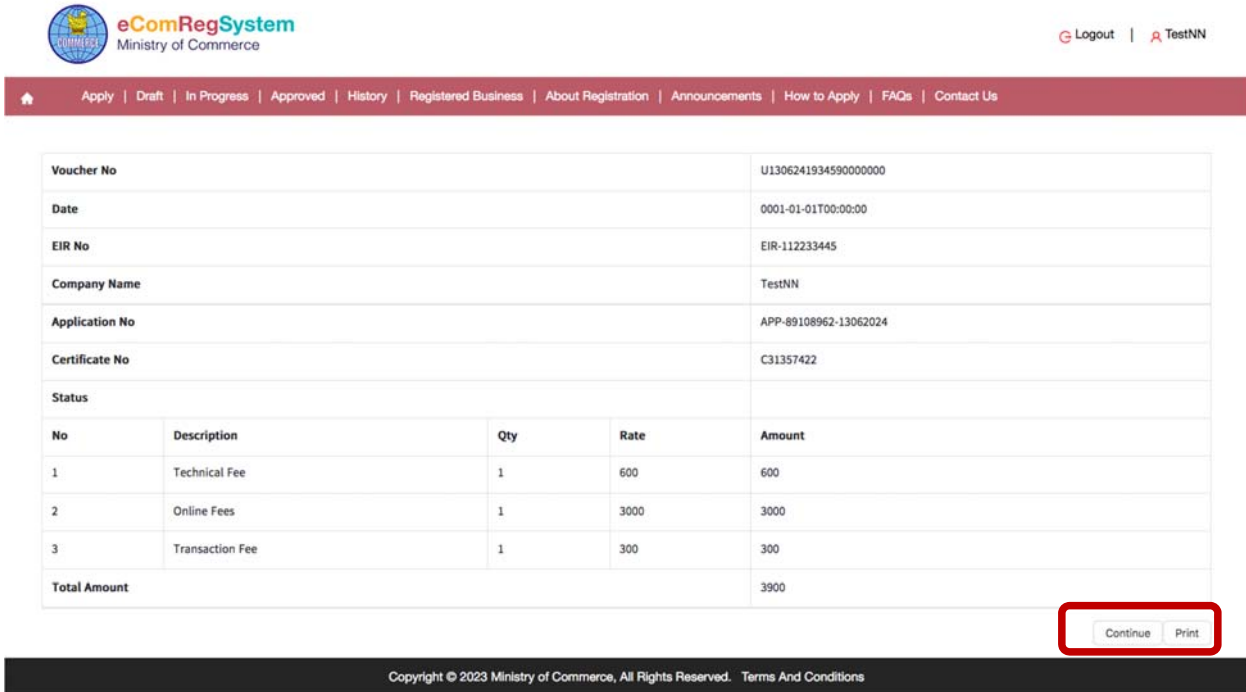 COMMERCE
eComRegSystem
Ministry of Commerce
Logout | TestNN
Apply | Draft | In Progress | Approved | History | Registered Business | About Registration | Announcements | How to Apply | FAQs | Contact Us
Voucher No U1306241934590000000
Date 0001-01-01T00:00:00
EIR No EIR-112233445
Company Name TestNN
Application No APP-89108962-13062024
Certificate No C31357422
Status
No Description Qty Rate Amount
1 Technical Fee 1 600 600
2 Online Fees 1 3000 3000
3 Transaction Fee 1 300 300
Total Amount 3900
Continue Print
Copyright © 2023 Ministry of Commerce, All Rights Reserved. Terms And Conditions